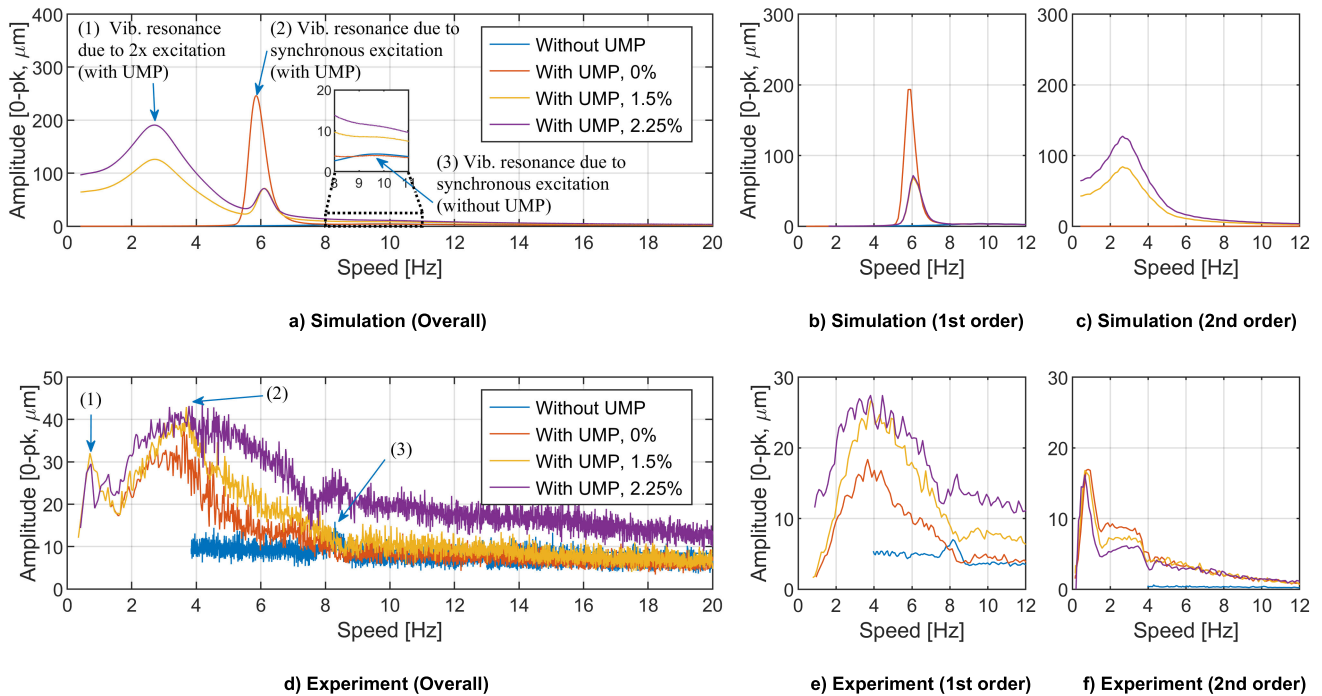 400
300
200
100
0
Amplitude [0-pk, μm]
(1) Vib. resonance
due to 2x excitation
(with UMP)
(2) Vib. resonance due to
synchronous excitation
(with UMP)
20
10
0
8
Without UMP
With UMP, 0%
With UMP, 1.5%
With UMP, 2.25%
(3) Vib. resonance due to
synchronous excitation
(without UMP)
0 2 4 6 8 10 12 14 16 18 20
Speed [Hz]
a) Simulation (Overall)
300
200
100
0
0 2 4 6 8 10 12
Speed [Hz]
b) Simulation (1st order)
300
200
100
0
0 2 4 6 8 10 12
Speed [Hz]
c) Simulation (2nd order)
50
40
30
20
10
0
Amplitude [0-pk, μm]
(1)
(2)
(3)
Without UMP
With UMP, 0%
With UMP, 1.5%
With UMP, 2.25%
0 2 4 6 8 10 12 14 16 18 20
Speed [Hz]
d) Experiment (Overall)
30
20
10
0
0 2 4 6 8 10 12
Speed [Hz]
e) Experiment (1st order)
30
20
10
0
0 2 4 6 8 10 12
Speed [Hz]
f) Experiment (2nd order)